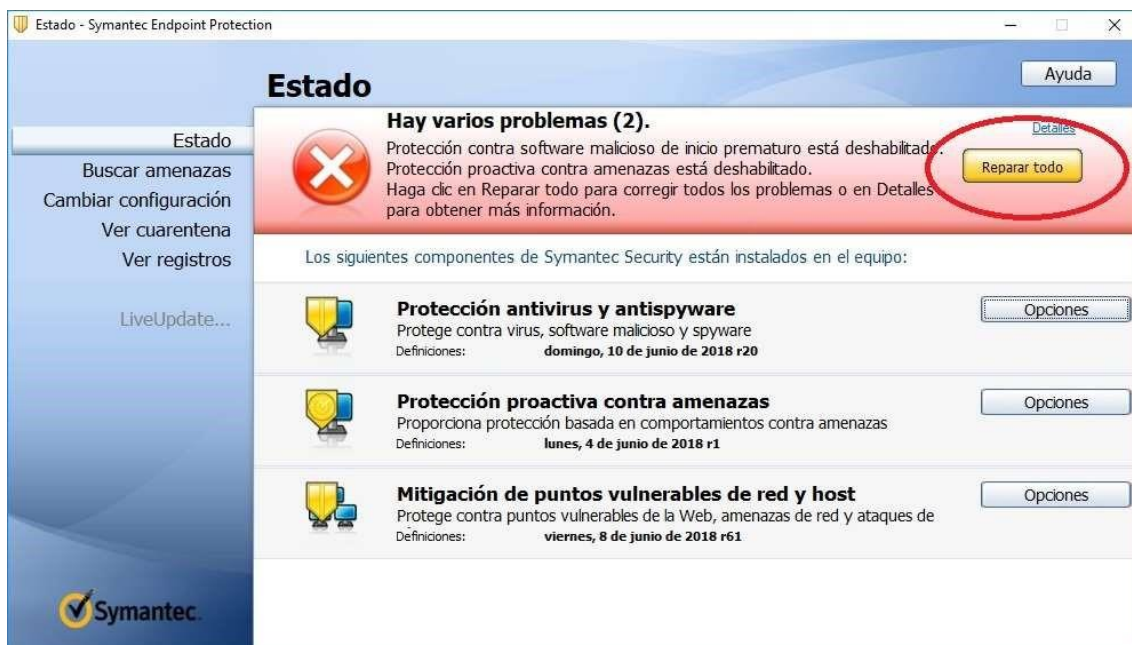 Estado - Symantec Endpoint Protection
Estado
Ayuda
Estado
Buscar amenazas
Cambiar configuración
Ver cuarentena
Ver registros
LiveUpdate...
Hay varios problemas (2).
Detalles
Protección contra software malicioso de inicio prematuro está deshabilitado.
Protección proactiva contra amenazas está deshabilitado.
Haga clic en Reparar todo para corregir todos los problemas o en Detalles
para obtener más información.
Reparar todo
Los siguientes componentes de Symantec Security están instalados en el equipo:
Protección antivirus y antispyware
Protege contra virus, software malicioso y spyware
Definiciones: domingo, 10 de junio de 2018 r20
Opciones
Protección proactiva contra amenazas
Proporciona protección basada en comportamientos contra amenazas
Definiciones: lunes, 4 de junio de 2018 r1
Opciones
Mitigación de puntos vulnerables de red y host
Protege contra puntos vulnerables de la Web, amenazas de red y ataques de
Definiciones: viernes, 8 de junio de 2018 r61
Opciones
Symantec.